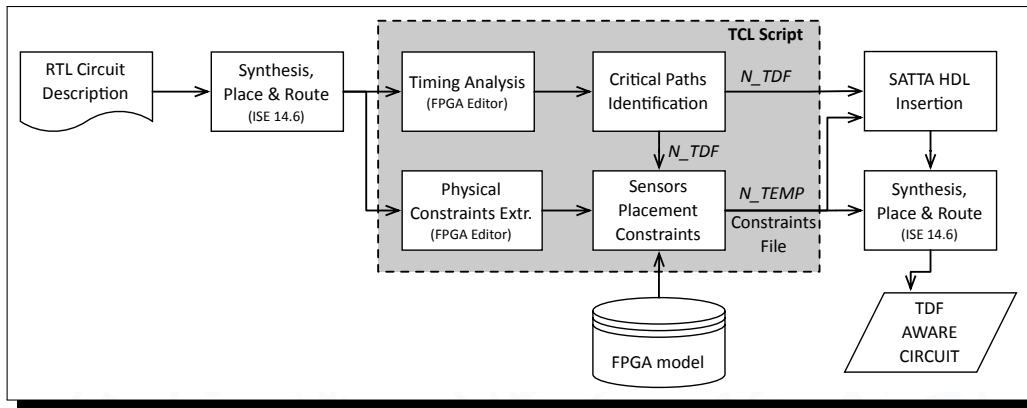 TCL Script
RTL Circuit
Description
Synthesis,
Place & Route
(ISE 14.6)
Timing Analysis
(FPGA Editor)
Critical Paths
Identification
N_TDF
SATTA HDL
Insertion
N_TDF
Physical
Constraints Extr.
(FPGA Editor)
Sensors
Placement
Constraints
N_TEMP
Constraints
File
Synthesis,
Place & Route
(ISE 14.6)
FPGA model
TDF
AWARE
CIRCUIT